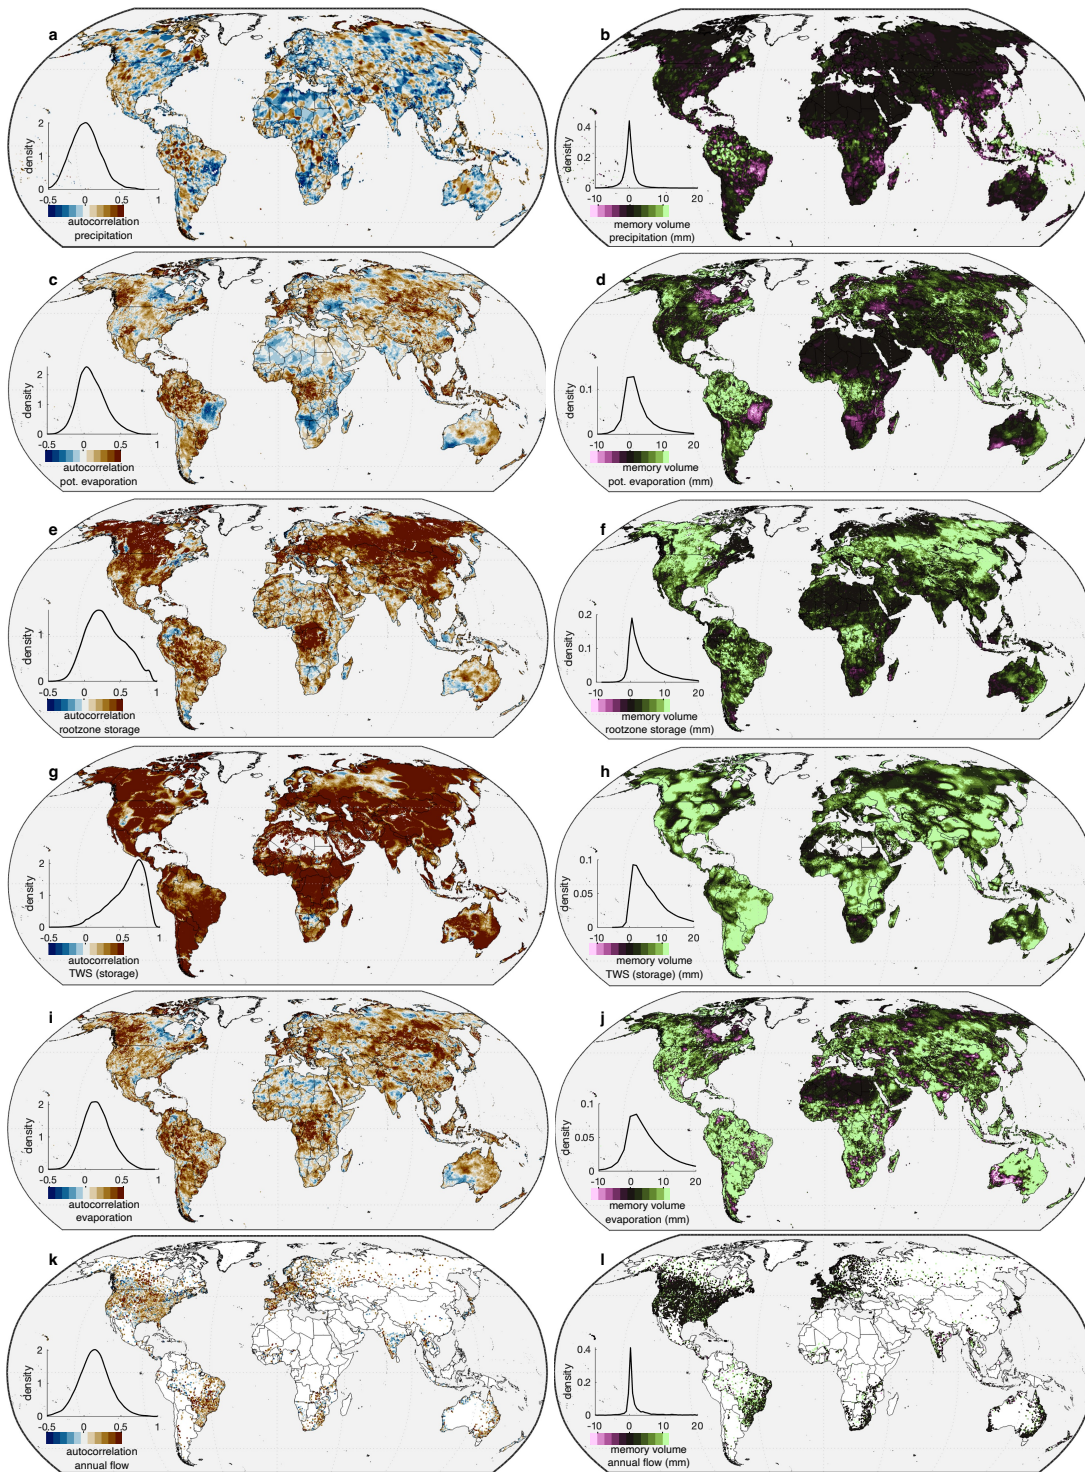 a
2
density
1
0
-0.5 0 0.5 1
autocorrelation
precipitation
b
0.4
density
0.2
0
-10 0 10 20
memory volume
precipitation (mm)
c
2
density
1
0
-0.5 0 0.5 1
autocorrelation
pot. evaporation
d
density
0.1
0
-10 0 10 20
memory volume
pot. evaporation (mm)
e
density
1
0
-0.5 0 0.5 1
autocorrelation
rootzone storage
f
0.2
density
0.1
0
-10 0 10 20
memory volume
rootzone storage (mm)
g
2
density
1
0
-0.5 0 0.5 1
autocorrelation
TWS (storage)
h
0.1
density
0.05
0
-10 0 10 20
memory volume
TWS (storage) (mm)
i
2
density
1
0
-0.5 0 0.5 1
autocorrelation
evaporation
j
0.1
density
0.05
0
-10 0 10 20
memory volume
evaporation (mm)
k
2
density
1
0
-0.5 0 0.5 1
autocorrelation
annual flow
l
0.4
density
0.2
0
-10 0 10 20
memory volume
annual flow (mm)